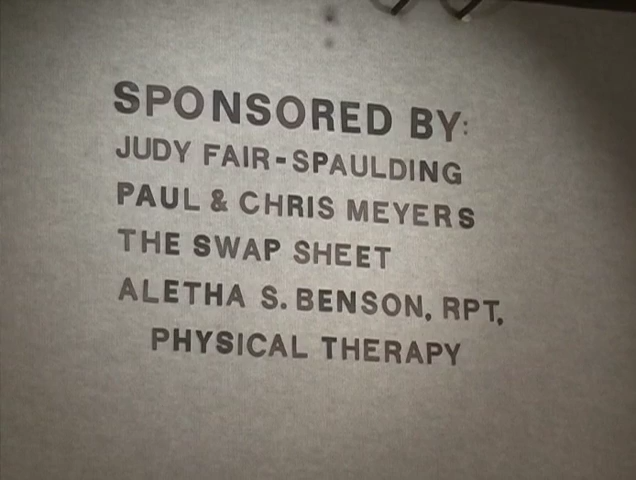 SPONSORED BY:
JUDY FAIR-SPAULDING
PAUL & CHRIS MEYERS
THE SWAP SHEET
ALETHA S. BENSON, RPT,
PHYSICAL THERAPY